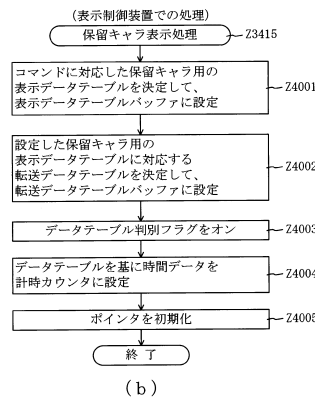 (表示制御装置での処理)
保留キャラ表示処理
Z3415
コマンドに対応した保留キャラ用の
表示データテーブルを決定して、
表示データテーブルバッファに設定
Z4001
設定した保留キャラ用の
表示データテーブルに対応する
転送データテーブルを決定して、
転送データテーブルバッファに設定
Z4002
データテーブル判別フラグをオン
Z4003
データテーブルを基に時間データを
計時カウンタに設定
Z4004
ポインタを初期化
Z4005
終了
(b)